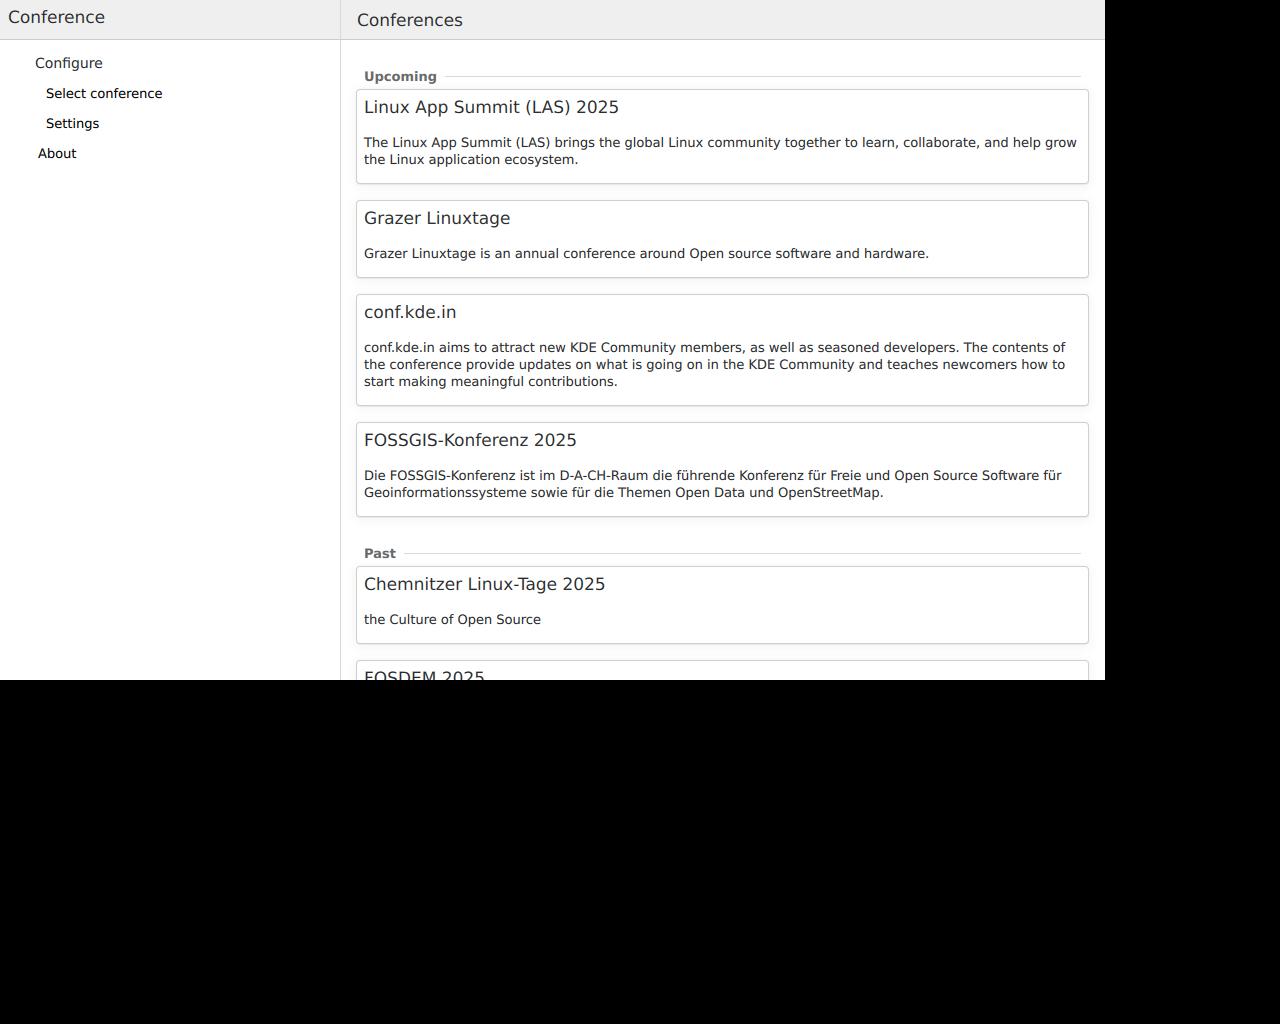 Conference
Configure
Select conference
Settings
About
Conferences
Upcoming
Linux App Summit (LAS) 2025
The Linux App Summit (LAS) brings the global Linux community together to learn, collaborate, and help grow
the Linux application ecosystem.
Grazer Linuxtage
Grazer Linuxtage is an annual conference around Open source software and hardware.
conf.kde.in
conf.kde.in aims to attract new KDE Community members, as well as seasoned developers. The contents of
the conference provide updates on what is going on in the KDE Community and teaches newcomers how to
start making meaningful contributions.
FOSSGIS-Konferenz 2025
Die FOSSGIS-Konferenz ist im D-A-CH-Raum die führende Konferenz für Freie und Open Source Software für
Geoinformationssysteme sowie für die Themen Open Data und OpenStreetMap.
Past
Chemnitzer Linux-Tage 2025
the Culture of Open Source
FOSDEM 2025